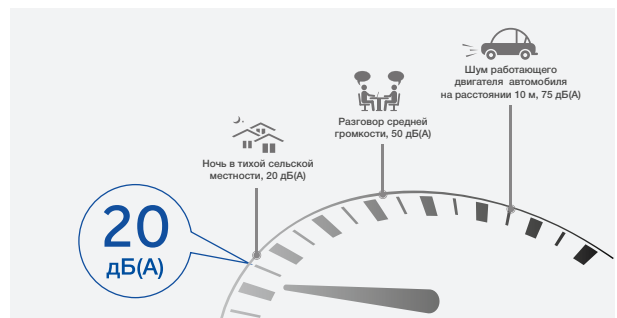 Шум работающего
двигателя автомобиля
на расстоянии 10 м, 75 дБ(А)
Разговор средней
громкости, 50 дБ(А)
Ночь в тихой сельской
местности, 20 дБ(А)
20
дБ(А)